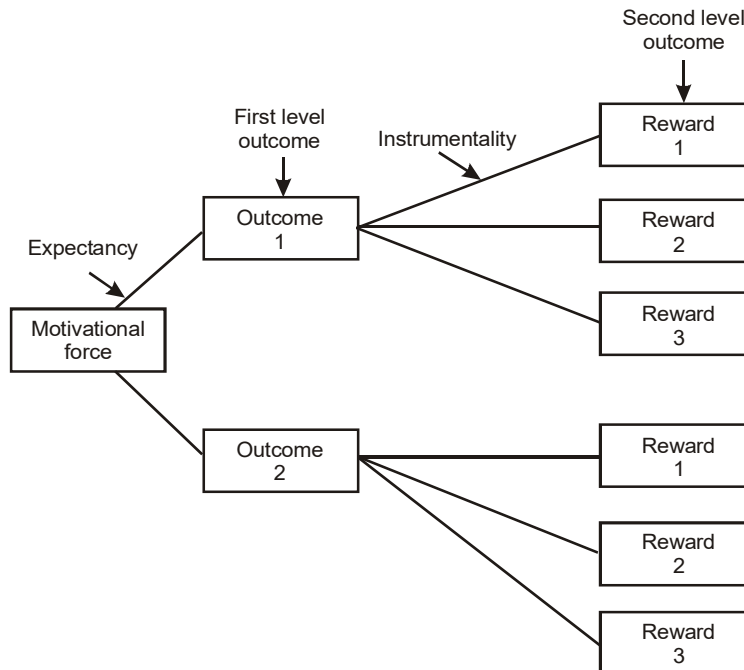 Second level
outcome
Reward
1
First level
outcome
Instrumentality
Outcome
1
Reward
2
Expectancy
Reward
3
Motivational
force
Outcome
2
Reward
1
Reward
2
Reward
3